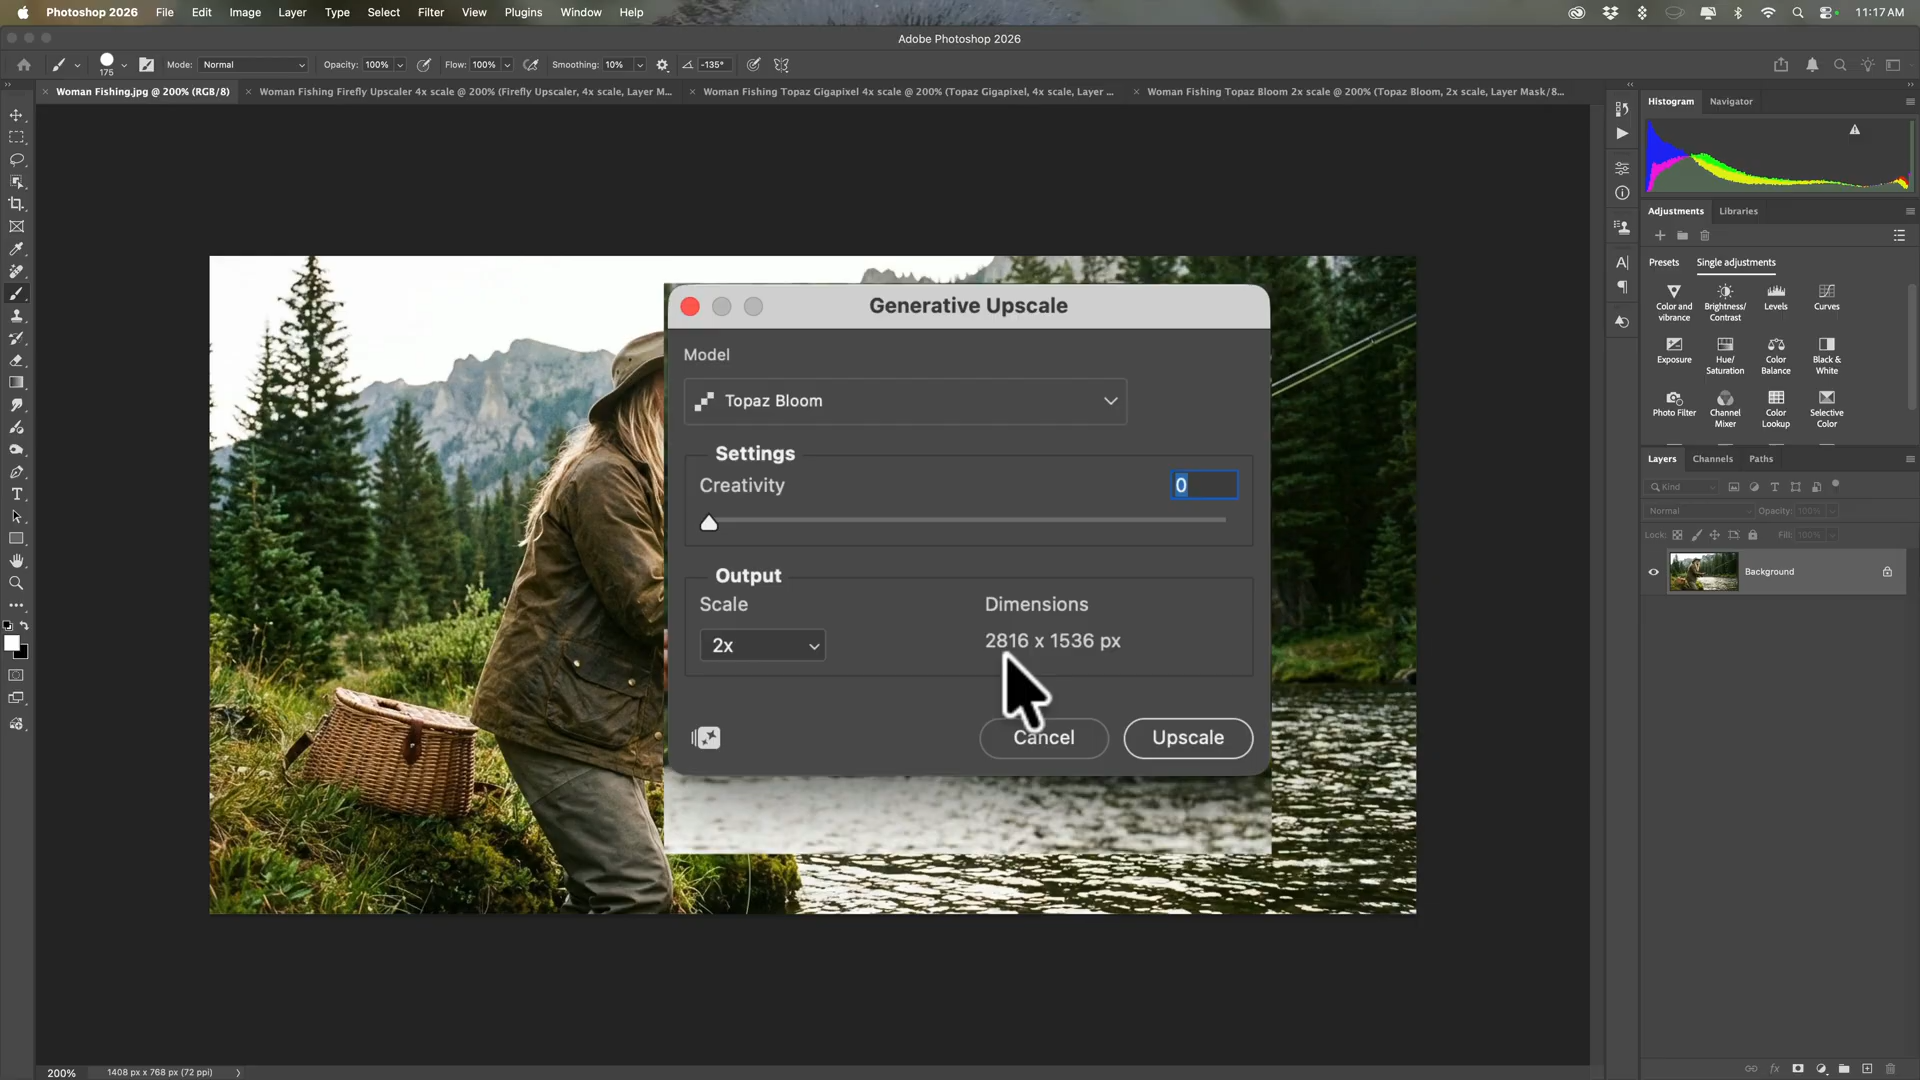 Photoshop 2026 File Edit Image Layer Type Select Filter View Plugins Window Help 11:17 AM
Adobe Photoshop 2026
175 Mode: Normal Opacity: 100% Flow: 100% Smoothing: 10% -135°
Woman Fishing.jpg @ 200% (RGB/8) Woman Fishing Firefly Upscaler 4x scale @ 200% (Firefly Upscaler, 4x scale, Layer M... Woman Fishing Topaz Gigapixel 4x scale @ 200% (Topaz Gigapixel, 4x scale, Layer ... Woman Fishing Topaz Bloom 2x scale @ 200% (Topaz Bloom, 2x scale, Layer Mask/8...
Histogram Navigator
Adjustments Libraries
Presets Single adjustments
Color and vibrance Brightness/Contrast Levels Curves
Exposure Hue/Saturation Color Balance Black & White
Photo Filter Channel Mixer Color Lookup Selective Color
Layers Channels Paths
Kind
Normal Opacity: 100%
Lock: Fill: 100%
Background
Generative Upscale
Model
Topaz Bloom
Settings
Creativity 0
Output
Scale Dimensions
2x 2816 x 1536 px
Cancel Upscale
200% 1408 px x 768 px (72 ppi)